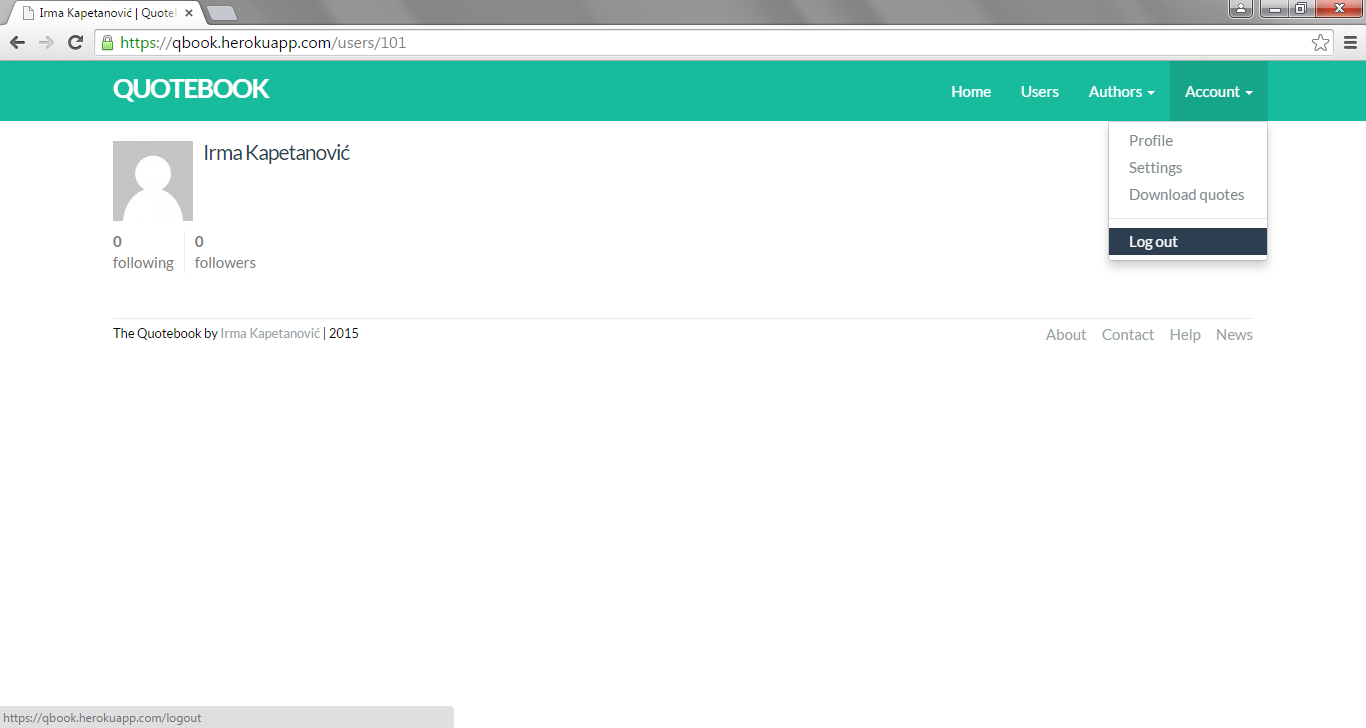 Irma Kapetanović | Quotel
https://qbook.herokuapp.com/users/101
QUOTEBOOK
Home Users Authors Account
Profile
Settings
Download quotes
Log out
Irma Kapetanović
0 0
following followers
The Quotebook by Irma Kapetanović | 2015
About Contact Help News
https://qbook.herokuapp.com/logout